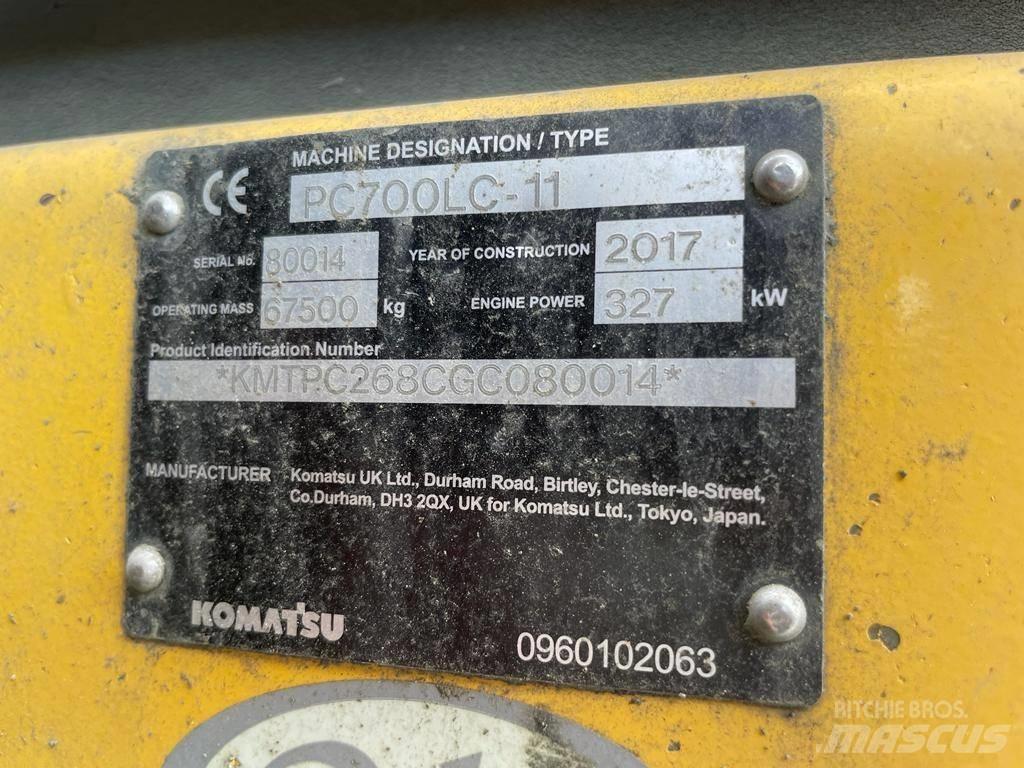 MACHINE DESIGNATION / TYPE
CE PC700LC-11
SERIAL No. 80014 YEAR OF CONSTRUCTION 2017
OPERATING MASS 67500 kg ENGINE POWER 327 kW
Product Identification Number
*KMTPC268CGC080014*
MANUFACTURER Komatsu UK Ltd., Durham Road, Birtley, Chester-le-Street,
Co.Durham, DH3 2QX, UK for Komatsu Ltd., Tokyo, Japan.
KOMATSU
0960102063
RITCHIE BROS.
MASCUS